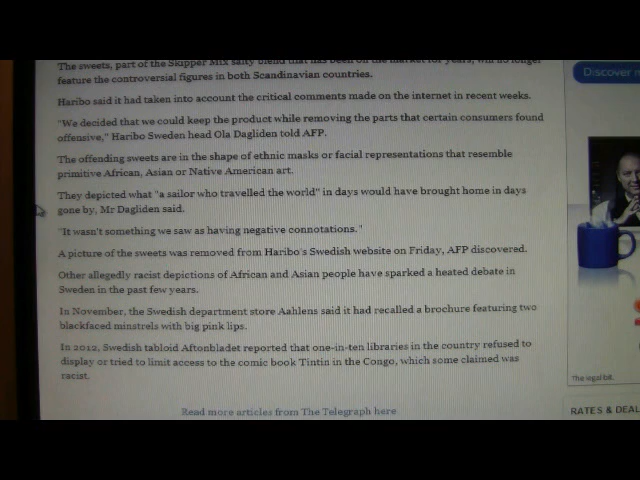 The sweets, part of the Skipper Mix salty blend that has been on the market for years, will no longer
feature the controversial figures in both Scandinavian countries.
Haribo said it had taken into account the critical comments made on the internet in recent weeks.
"We decided that we could keep the product while removing the parts that certain consumers found
offensive," Haribo Sweden head Ola Dagliden told AFP.
The offending sweets are in the shape of ethnic masks or facial representations that resemble
primitive African, Asian or Native American art.
They depicted what "a sailor who travelled the world" in days would have brought home in days
gone by, Mr Dagliden said.
"It wasn't something we saw as having negative connotations."
A picture of the sweets was removed from Haribo's Swedish website on Friday, AFP discovered.
Other allegedly racist depictions of African and Asian people have sparked a heated debate in
Sweden in the past few years.
In November, the Swedish department store Aahlens said it had recalled a brochure featuring two
blackfaced minstrels with big pink lips.
In 2012, Swedish tabloid Aftonbladet reported that one-in-ten libraries in the country refused to
display or tried to limit access to the comic book Tintin in the Congo, which some claimed was
racist.
Read more articles from The Telegraph here
Discover
The legal bil
RATES & DEAL